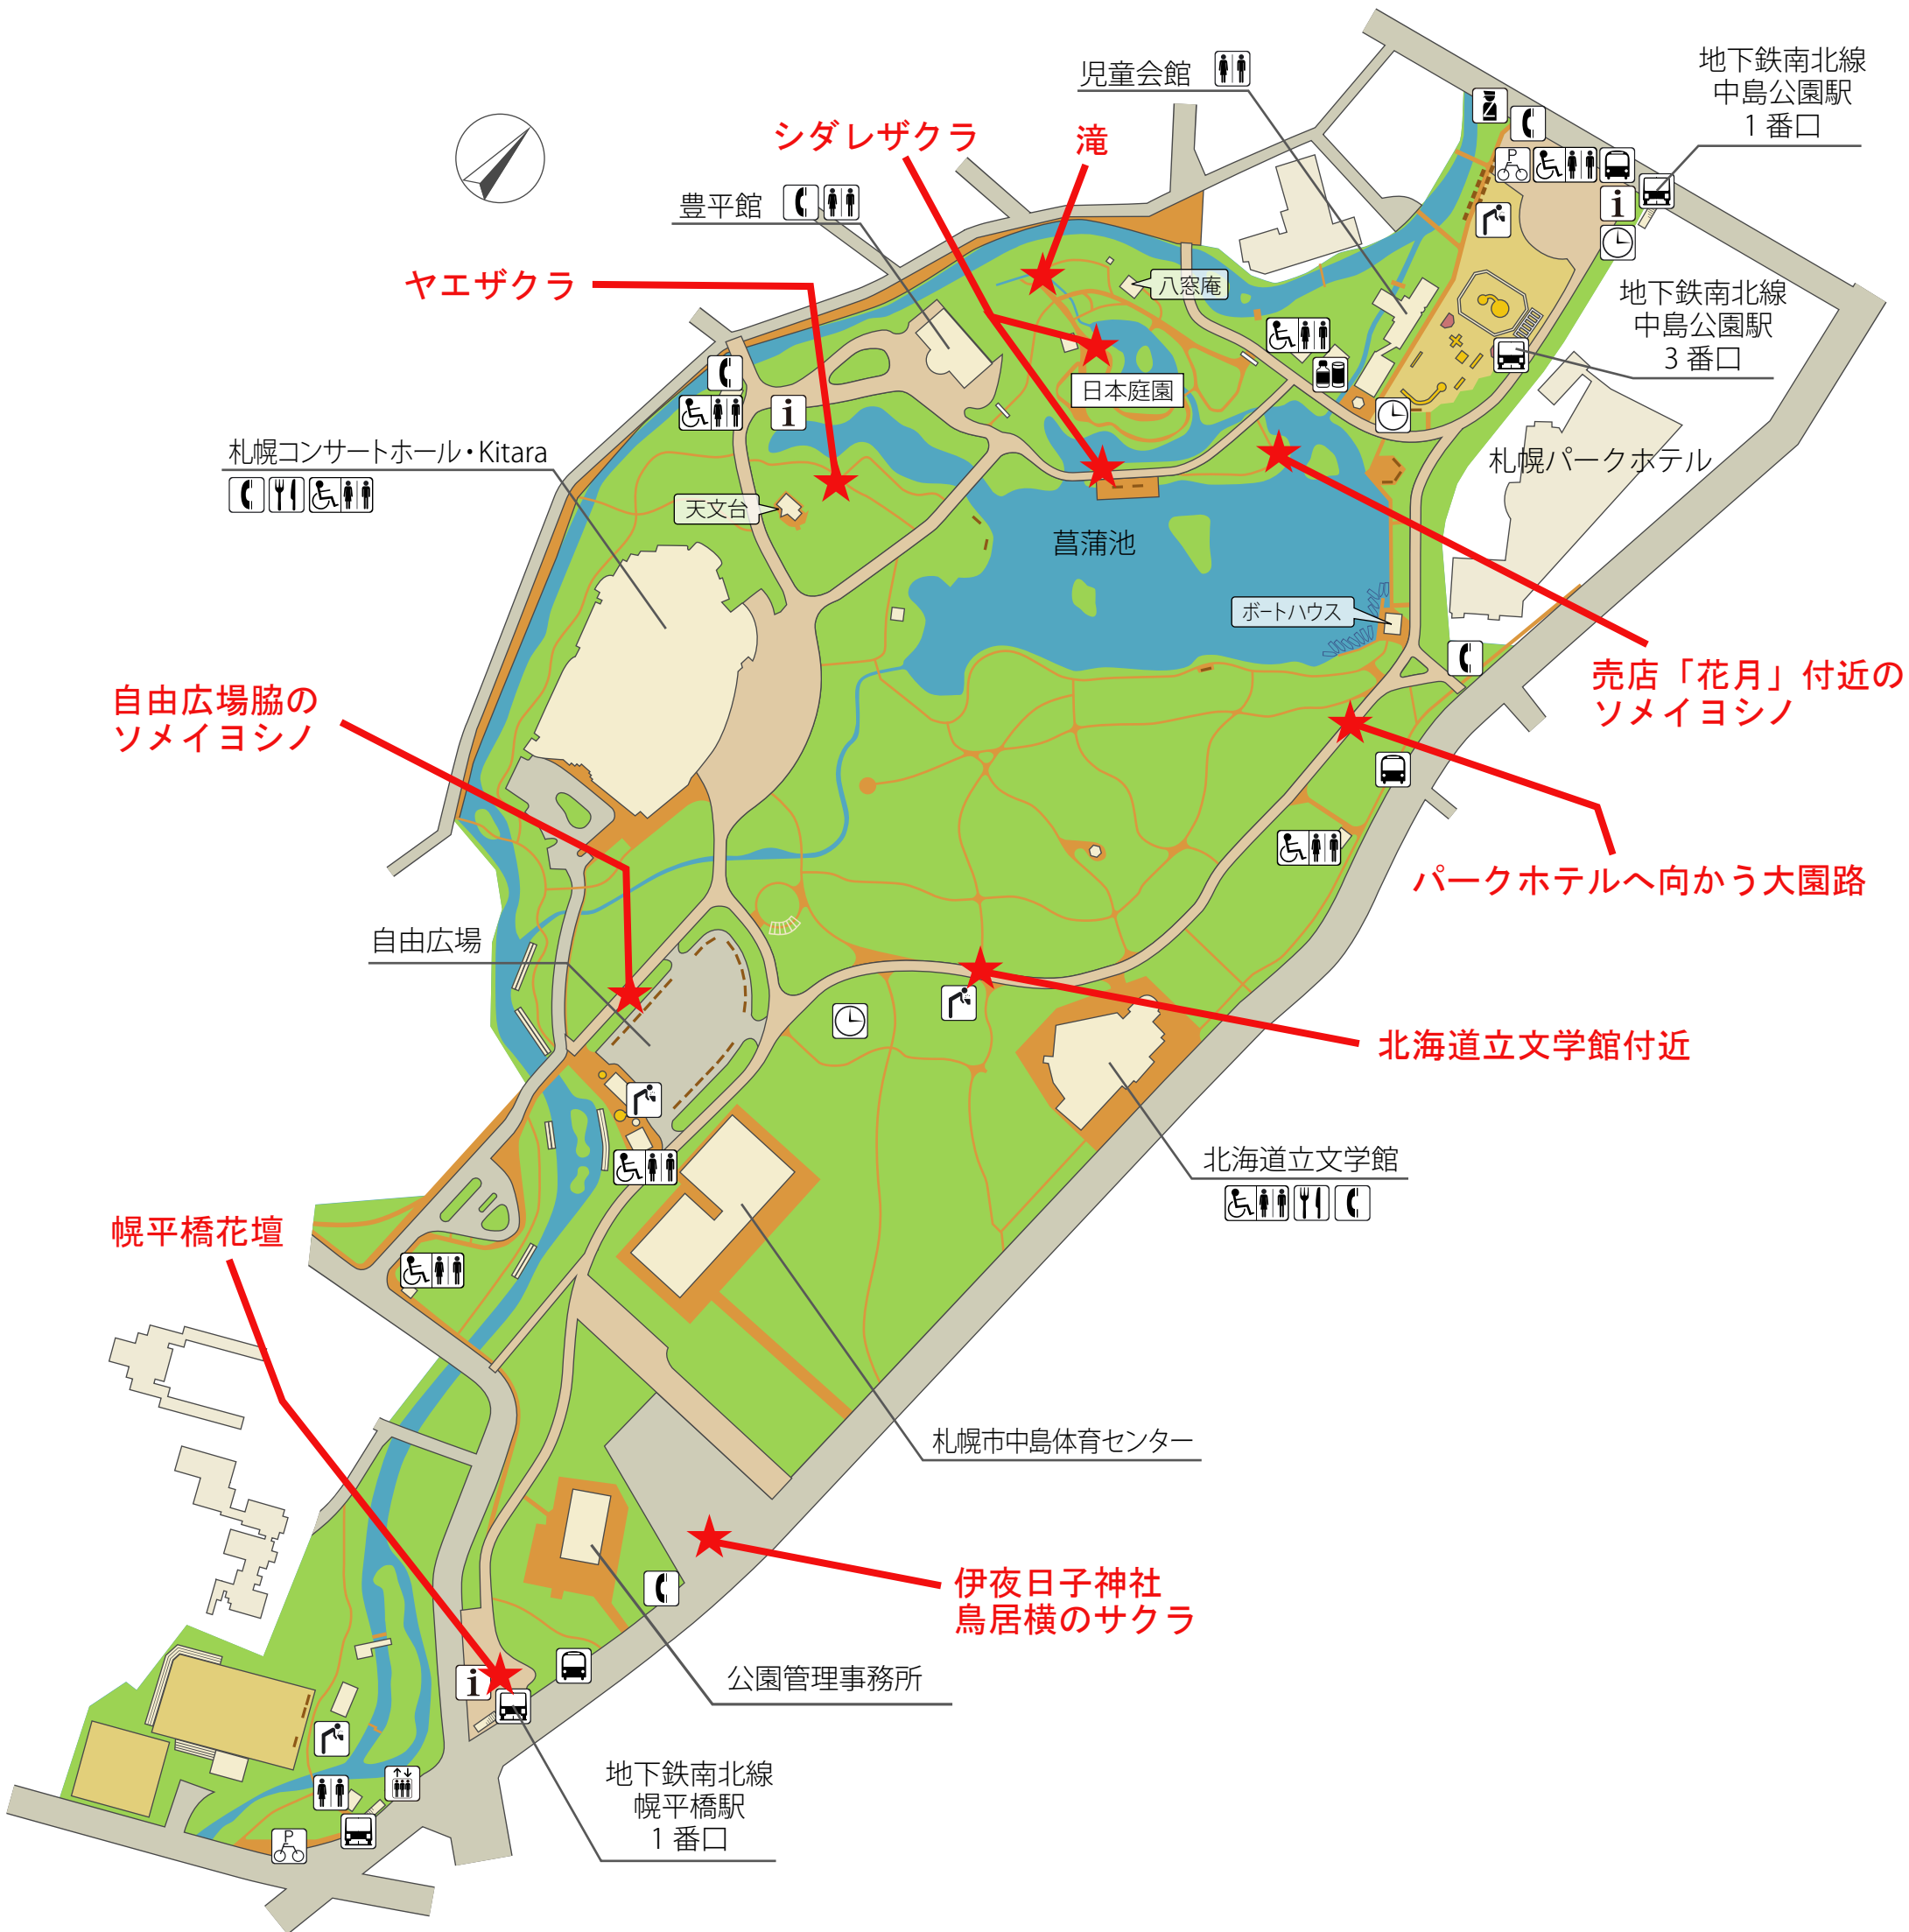 地下鉄南北線
中島公園駅
1 番口
児童会館
シダレザクラ
滝
豊平館
ヤエザクラ
八窓庵
地下鉄南北線
中島公園駅
3 番口
日本庭園
札幌コンサートホール・Kitara
札幌パークホテル
天文台
菖蒲池
ボートハウス
自由広場脇の
ソメイヨシノ
売店「花月」付近の
ソメイヨシノ
パークホテルへ向かう大園路
自由広場
北海道立文学館付近
北海道立文学館
幌平橋花壇
札幌市中島体育センター
伊夜日子神社
鳥居横のサクラ
公園管理事務所
地下鉄南北線
幌平橋駅
1 番口
P
i
i
i
P